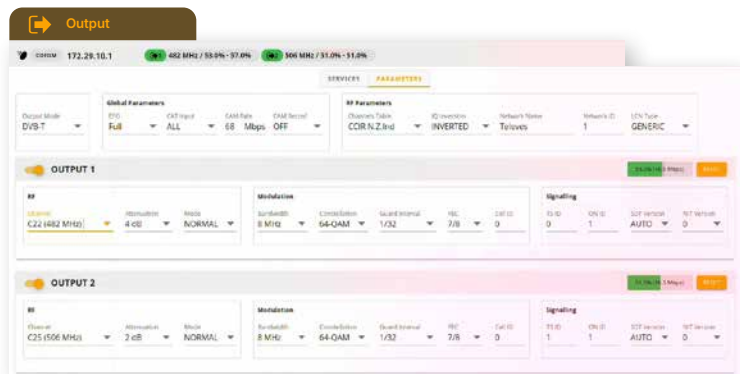 Output
COFDM 172.29.10.1 1 482 MHz / 53.0% - 57.0% 2 506 MHz / 51.0% - 51.0%
SERVICES PARAMETERS
Global Parameters RF Parameters
Output Mode EPG CAT Input CAM Rate CAM Record Channels Table IQ Inversion Network Name Network ID LCN Type
DVB-T Full ALL 68 Mbps OFF CCIR N.Z.Ind INVERTED Televes 1 GENERIC
OUTPUT 1 RESET
RF Modulation Signalling
Channel Attenuation Mode Bandwidth Constellation Guard Interval FEC Cell ID TS ID ON ID SDT Version NIT Version
C22 (482 MHz) 4 dB NORMAL 8 MHz 64-QAM 1/32 7/8 0 0 1 AUTO 0
OUTPUT 2 RESET
RF Modulation Signalling
Channel Attenuation Mode Bandwidth Constellation Guard Interval FEC Cell ID TS ID ON ID SDT Version NIT Version
C25 (506 MHz) 2 dB NORMAL 8 MHz 64-QAM 1/32 7/8 0 1 1 AUTO 0